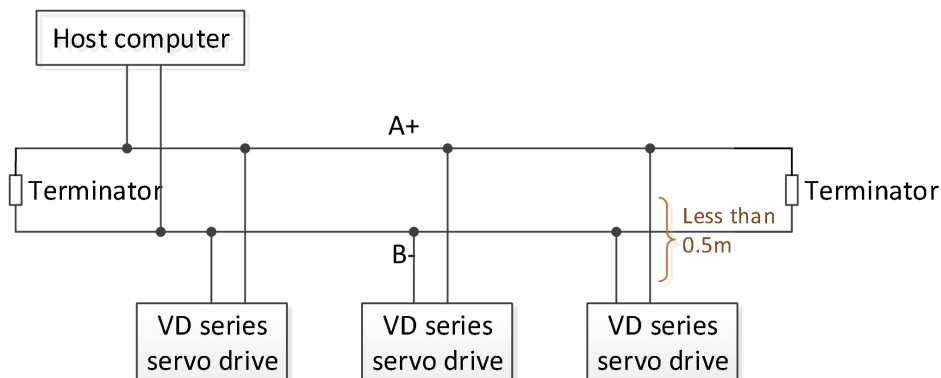 Host computer
A+
Terminator
Terminator
Less than
0.5m
B-
VD series
servo drive
VD series
servo drive
VD series
servo drive